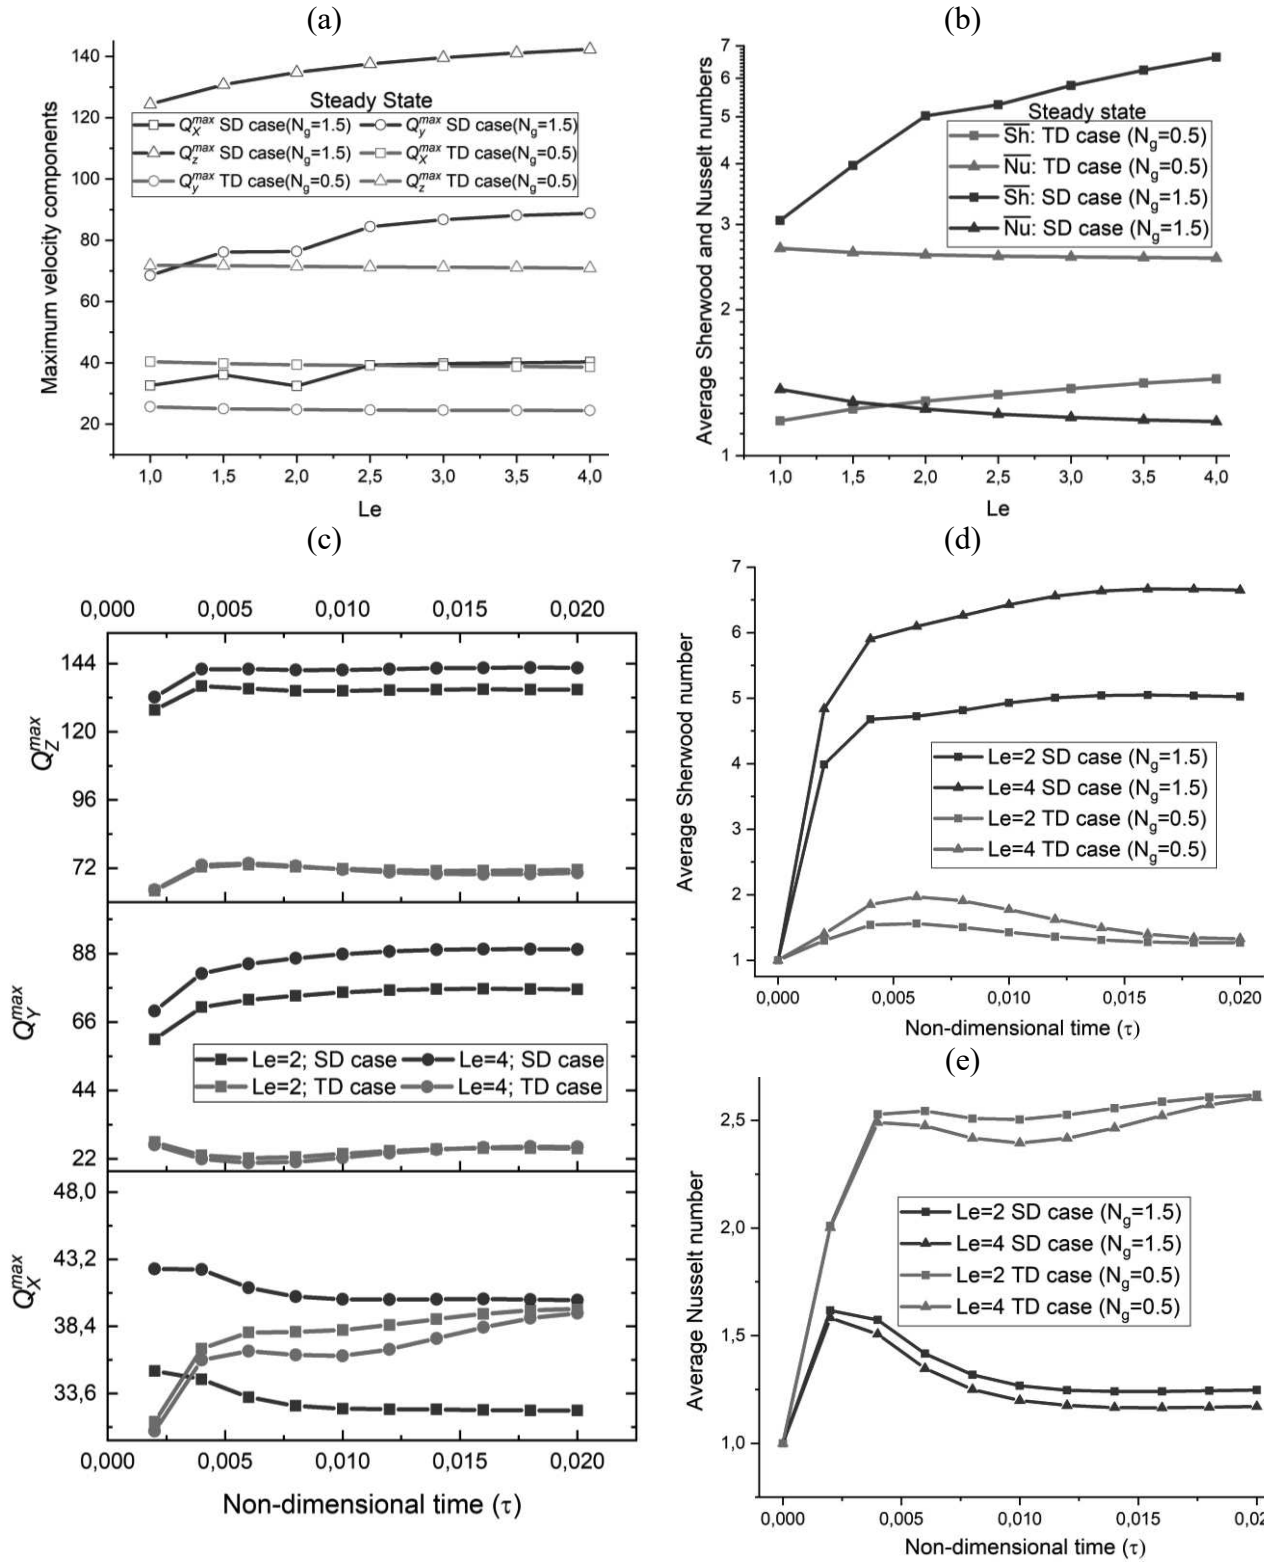 (a)
Maximum velocity components
140
120
100
80
60
40
20
Steady State
Q_X^max SD case(N_g=1.5) Q_y^max SD case(N_g=1.5)
Q_z^max SD case(N_g=1.5) Q_X^max TD case(N_g=0.5)
Q_y^max TD case(N_g=0.5) Q_z^max TD case(N_g=0.5)
1,0 1,5 2,0 2,5 3,0 3,5 4,0
Le
(b)
Average Sherwood and Nusselt numbers
7
6
5
4
3
2
1
Steady state
Sh: TD case (N_g=0.5)
Nu: TD case (N_g=0.5)
Sh: SD case (N_g=1.5)
Nu: SD case (N_g=1.5)
1,0 1,5 2,0 2,5 3,0 3,5 4,0
Le
(c)
0,000 0,005 0,010 0,015 0,020
Q_Z^max
144
120
96
72
Q_Y^max
88
66
44
22
Le=2; SD case Le=4; SD case
Le=2; TD case Le=4; TD case
Q_X^max
48,0
43,2
38,4
33,6
0,000 0,005 0,010 0,015 0,020
Non-dimensional time (τ)
(d)
Average Sherwood number
7
6
5
4
3
2
1
Le=2 SD case (N_g=1.5)
Le=4 SD case (N_g=1.5)
Le=2 TD case (N_g=0.5)
Le=4 TD case (N_g=0.5)
0,000 0,005 0,010 0,015 0,020
Non-dimensional time (τ)
(e)
Average Nusselt number
2,5
2,0
1,5
1,0
Le=2 SD case (N_g=1.5)
Le=4 SD case (N_g=1.5)
Le=2 TD case (N_g=0.5)
Le=4 TD case (N_g=0.5)
0,000 0,005 0,010 0,015 0,02
Non-dimensional time (τ)